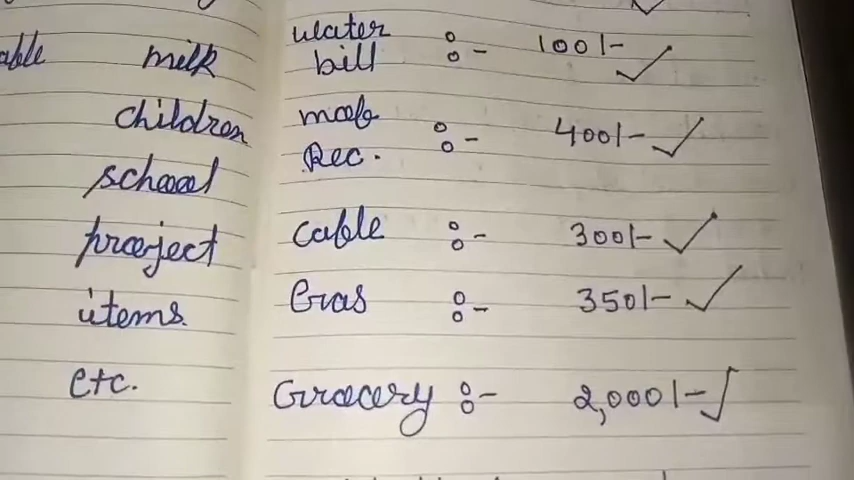 able milk
children
school
project
items.
etc.
water
bill :- 100/-
mob
Rec. :- 400/-
cable :- 300/-
Gas :- 350/-
Grocery :- 2,000/-